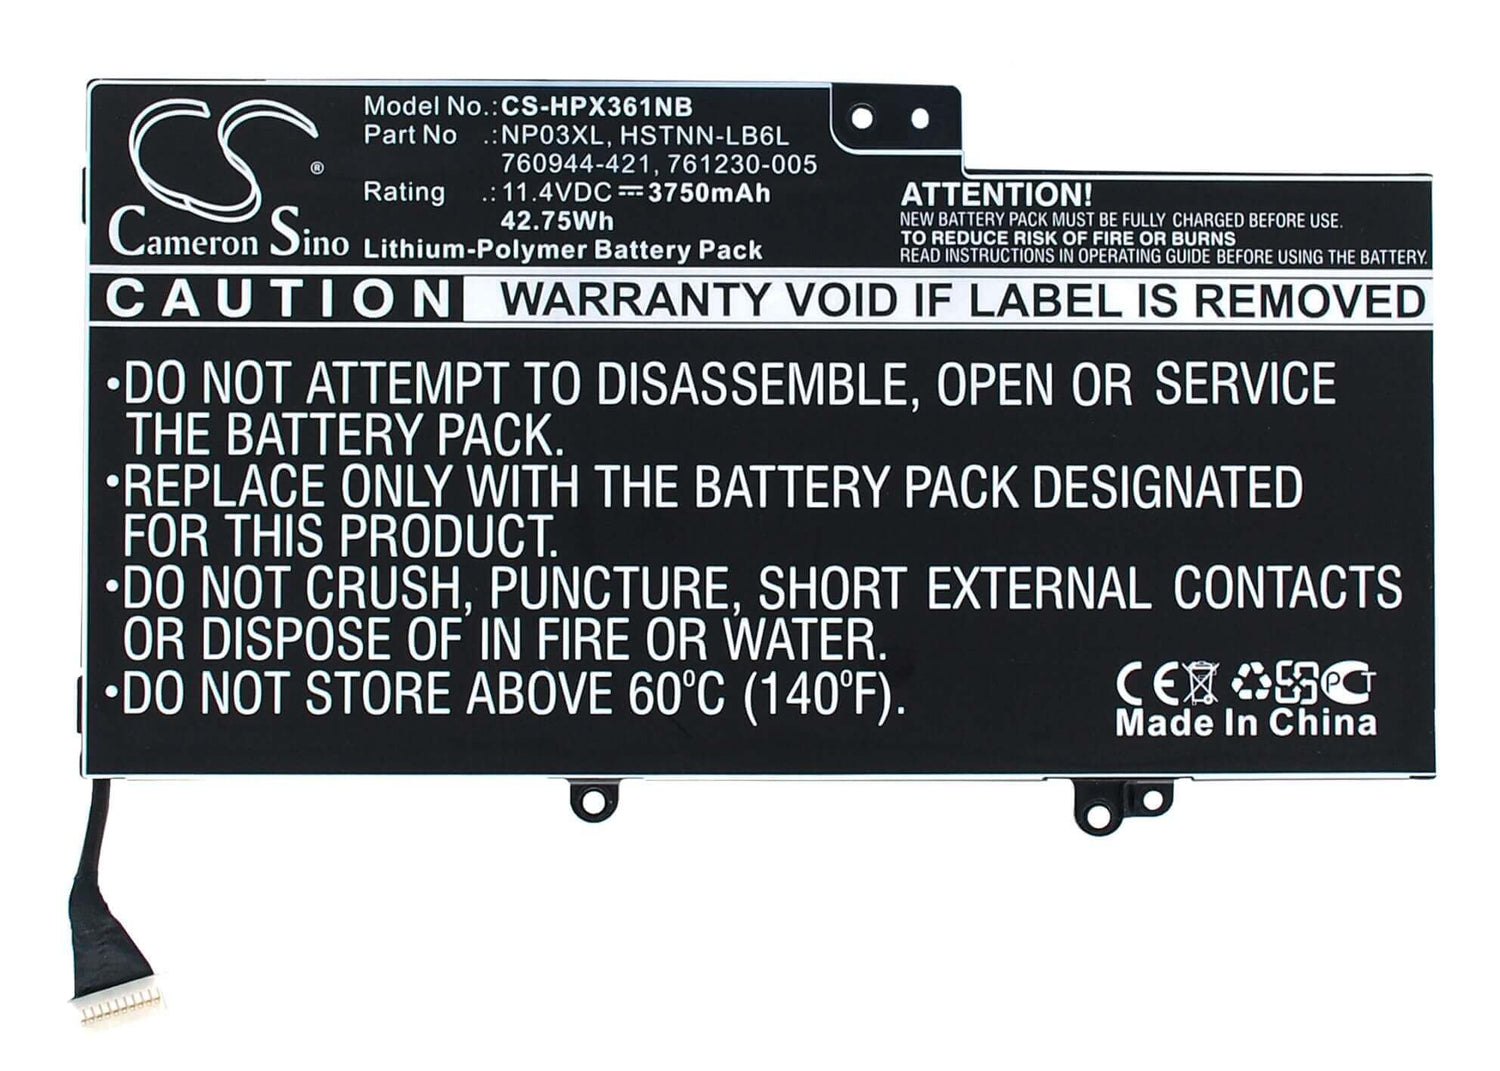 CS ®
Cameron Sino
Model No.:CS-HPX361NB
Part No .:NP03XL, HSTNN-LB6L
760944-421, 761230-005
Rating .:11.4VDC 3750mAh
42.75Wh
Lithium-Polymer Battery Pack
ATTENTION!
NEW BATTERY PACK MUST BE FULLY CHARGED BEFORE USE.
TO REDUCE RISK OF FIRE OR BURNS
READ INSTRUCTIONS IN OPERATING GUIDE BEFORE USING THE BATTERY.
CAUTION WARRANTY VOID IF LABEL IS REMOVED
•DO NOT ATTEMPT TO DISASSEMBLE, OPEN OR SERVICE
THE BATTERY PACK.
•REPLACE ONLY WITH THE BATTERY PACK DESIGNATED
FOR THIS PRODUCT.
•DO NOT CRUSH, PUNCTURE, SHORT EXTERNAL CONTACTS
OR DISPOSE OF IN FIRE OR WATER.
•DO NOT STORE ABOVE 60°C (140°F).
CE PCT
Made In China